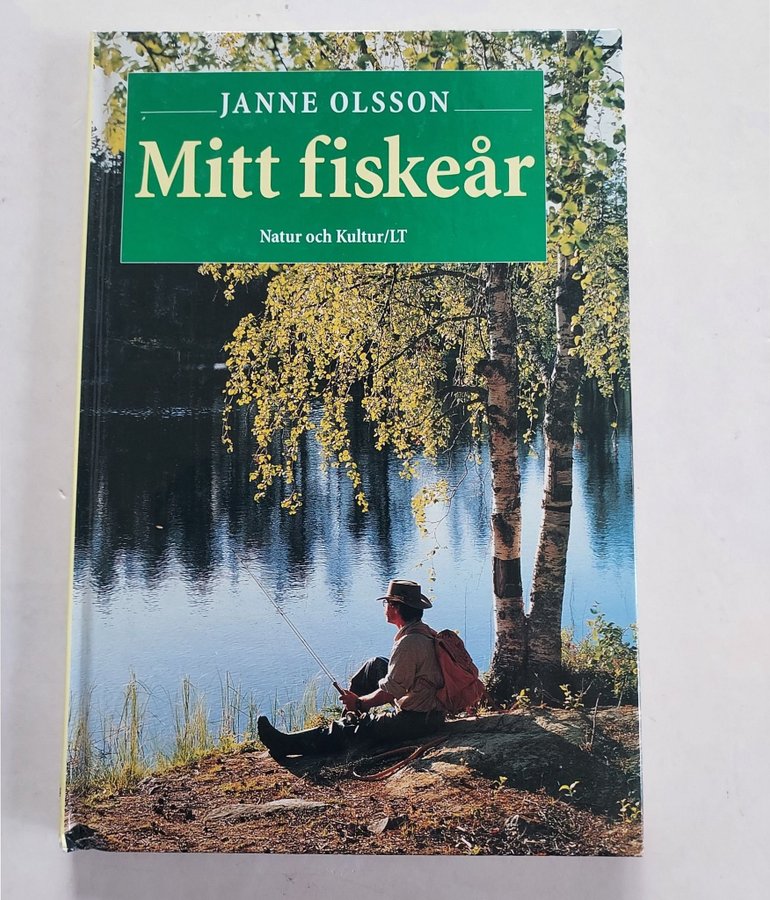 JANNE OLSSON
Mitt fiskeår
Natur och Kultur/LT